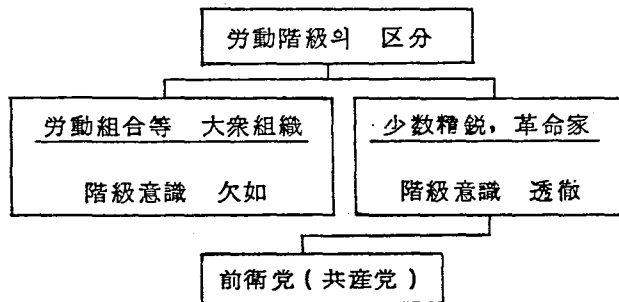 労動階級의 区分
労動組合等 大衆組織
階級意識 欠如
少数精鋭, 革命家
階級意識 透徹
前衛党(共産党)